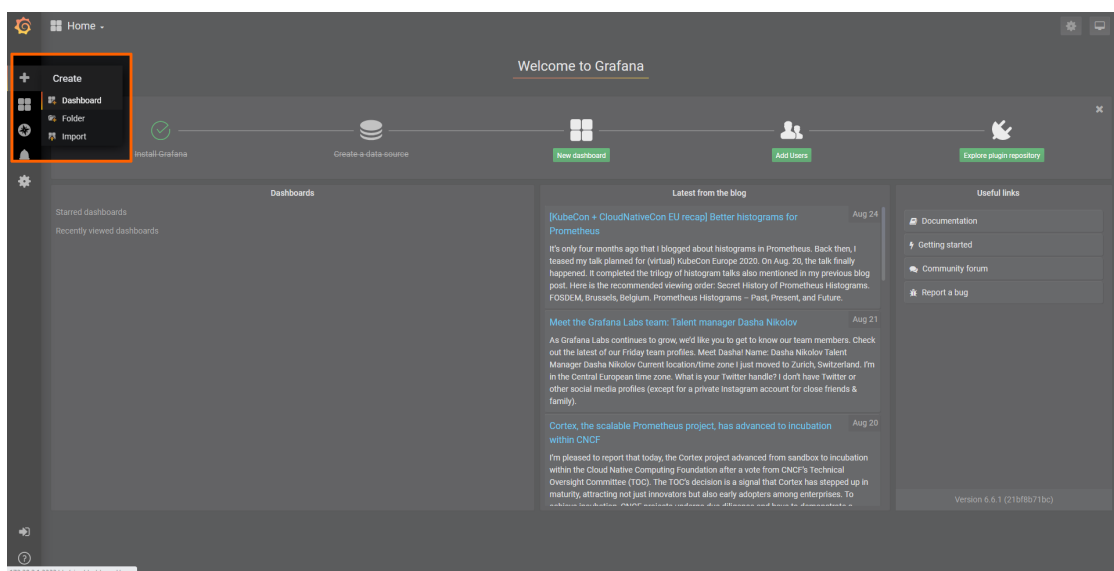 Home
Welcome to Grafana
Create
Dashboard
Folder
Import
Install Grafana
Create a data source
New dashboard
Add Users
Explore plugin repository
Dashboards
Starred dashboards
Recently viewed dashboards
Latest from the blog
[KubeCon + CloudNativeCon EU recap] Better histograms for
Prometheus
Aug 24
It's only four months ago that I blogged about histograms in Prometheus. Back then, I
teased my talk planned for (virtual) KubeCon Europe 2020. On Aug. 20, the talk finally
happened. It completed the trilogy of histogram talks also mentioned in my previous blog
post. Here is the recommended viewing order: Secret History of Prometheus Histograms.
FOSDEM, Brussels, Belgium. Prometheus Histograms – Past, Present, and Future.
Meet the Grafana Labs team: Talent manager Dasha Nikolov
Aug 21
As Grafana Labs continues to grow, we'd like you to get to know our team members. Check
out the latest of our Friday team profiles. Meet Dasha! Name: Dasha Nikolov Talent
Manager Dasha Nikolov Current location/time zone I just moved to Zurich, Switzerland. I'm
in the Central European time zone. What is your Twitter handle? I don't have Twitter or
other social media profiles (except for a private Instagram account for close friends &
family).
Cortex, the scalable Prometheus project, has advanced to incubation
within CNCF
Aug 20
I'm pleased to report that today, the Cortex project advanced from sandbox to incubation
within the Cloud Native Computing Foundation after a vote from CNCF's Technical
Oversight Committee (TOC). The TOC's decision is a signal that Cortex has stepped up in
maturity, attracting not just innovators but also early adopters among enterprises. To
Useful links
Documentation
Getting started
Community forum
Report a bug
Version 6.6.1 (21bf8b71bc)